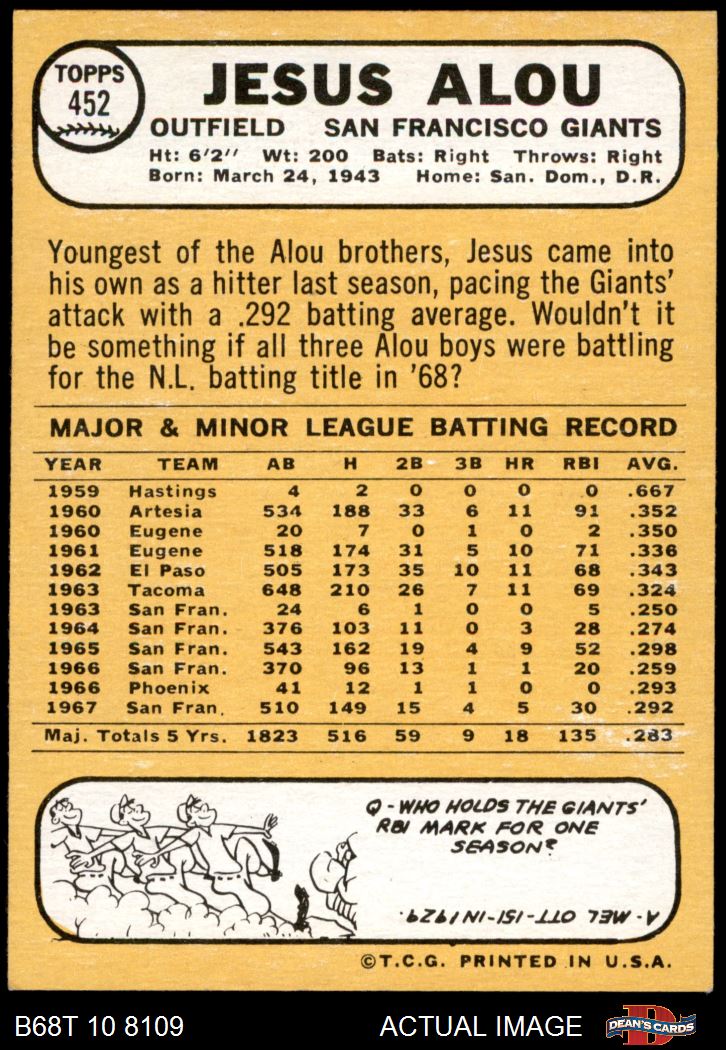 TOPPS
452
JESUS ALOU
OUTFIELD SAN FRANCISCO GIANTS
Ht: 6'2" Wt: 200 Bats: Right Throws: Right
Born: March 24, 1943 Home: San. Dom., D.R.
Youngest of the Alou brothers, Jesus came into
his own as a hitter last season, pacing the Giants'
attack with a .292 batting average. Wouldn't it
be something if all three Alou boys were battling
for the N.L. batting title in '68?
MAJOR & MINOR LEAGUE BATTING RECORD
YEAR TEAM AB H 2B 3B HR RBI AVG.
1959 Hastings 4 2 0 0 0 0 .667
1960 Artesia 534 188 33 6 11 91 .352
1960 Eugene 20 7 0 1 0 2 .350
1961 Eugene 518 174 31 5 10 71 .336
1962 El Paso 505 173 35 10 11 68 .343
1963 Tacoma 648 210 26 7 11 69 .324
1963 San Fran. 24 6 1 0 0 5 .250
1964 San Fran. 376 103 11 0 3 28 .274
1965 San Fran. 543 162 19 4 9 52 .298
1966 San Fran. 370 96 13 1 1 20 .259
1966 Phoenix 41 12 1 1 0 0 .293
1967 San Fran. 510 149 15 4 5 30 .292
Maj. Totals 5 Yrs. 1823 516 59 9 18 135 .283
Q - WHO HOLDS THE GIANTS'
RBI MARK FOR ONE
SEASON?
A - MEL OTT - 151 - IN 1929.
©T.C.G. PRINTED IN U.S.A.
B68T 10 8109 ACTUAL IMAGE DEAN'S CARDS